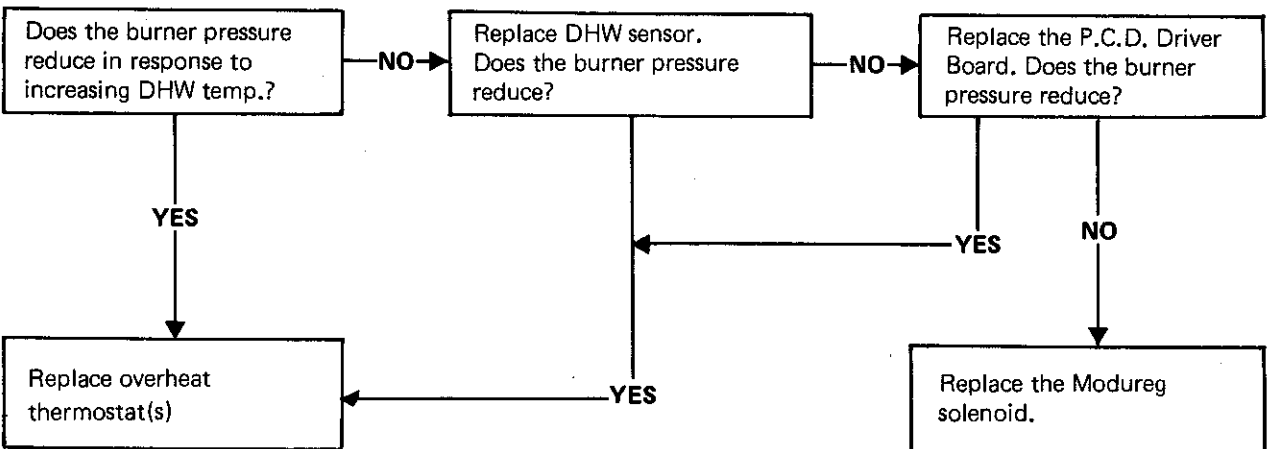 Does the burner pressure
reduce in response to
increasing DHW temp.?
NO
Replace DHW sensor.
Does the burner pressure
reduce?
NO
Replace the P.C.D. Driver
Board. Does the burner
pressure reduce?
YES
YES
NO
Replace overheat
thermostat(s)
YES
Replace the Modureg
solenoid.